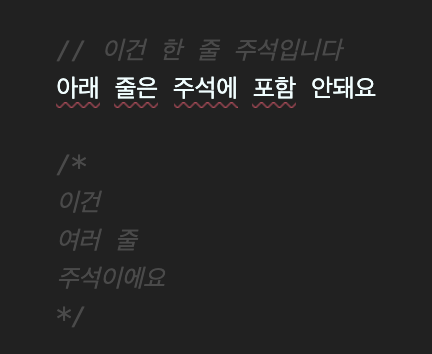 // 이건 한 줄 주석입니다
아래 줄은 주석에 포함 안돼요
/*
이건
여러 줄
주석이에요
*/